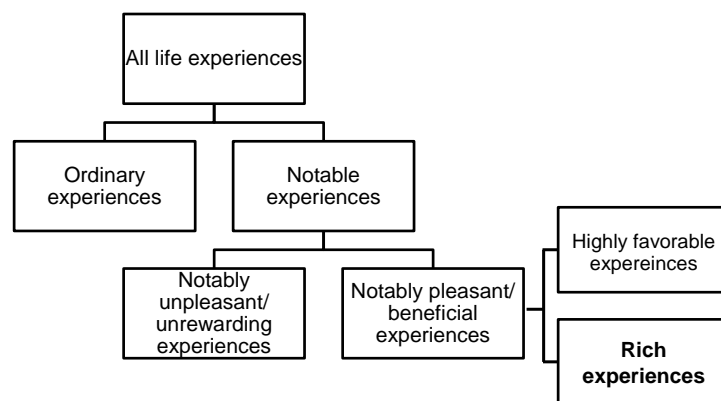 All life experiences
Ordinary
experiences
Notable
experiences
Notably
unpleasant/
unrewarding
experiences
Notably pleasant/
beneficial
experiences
Highly favorable
expereinces
Rich
experiences